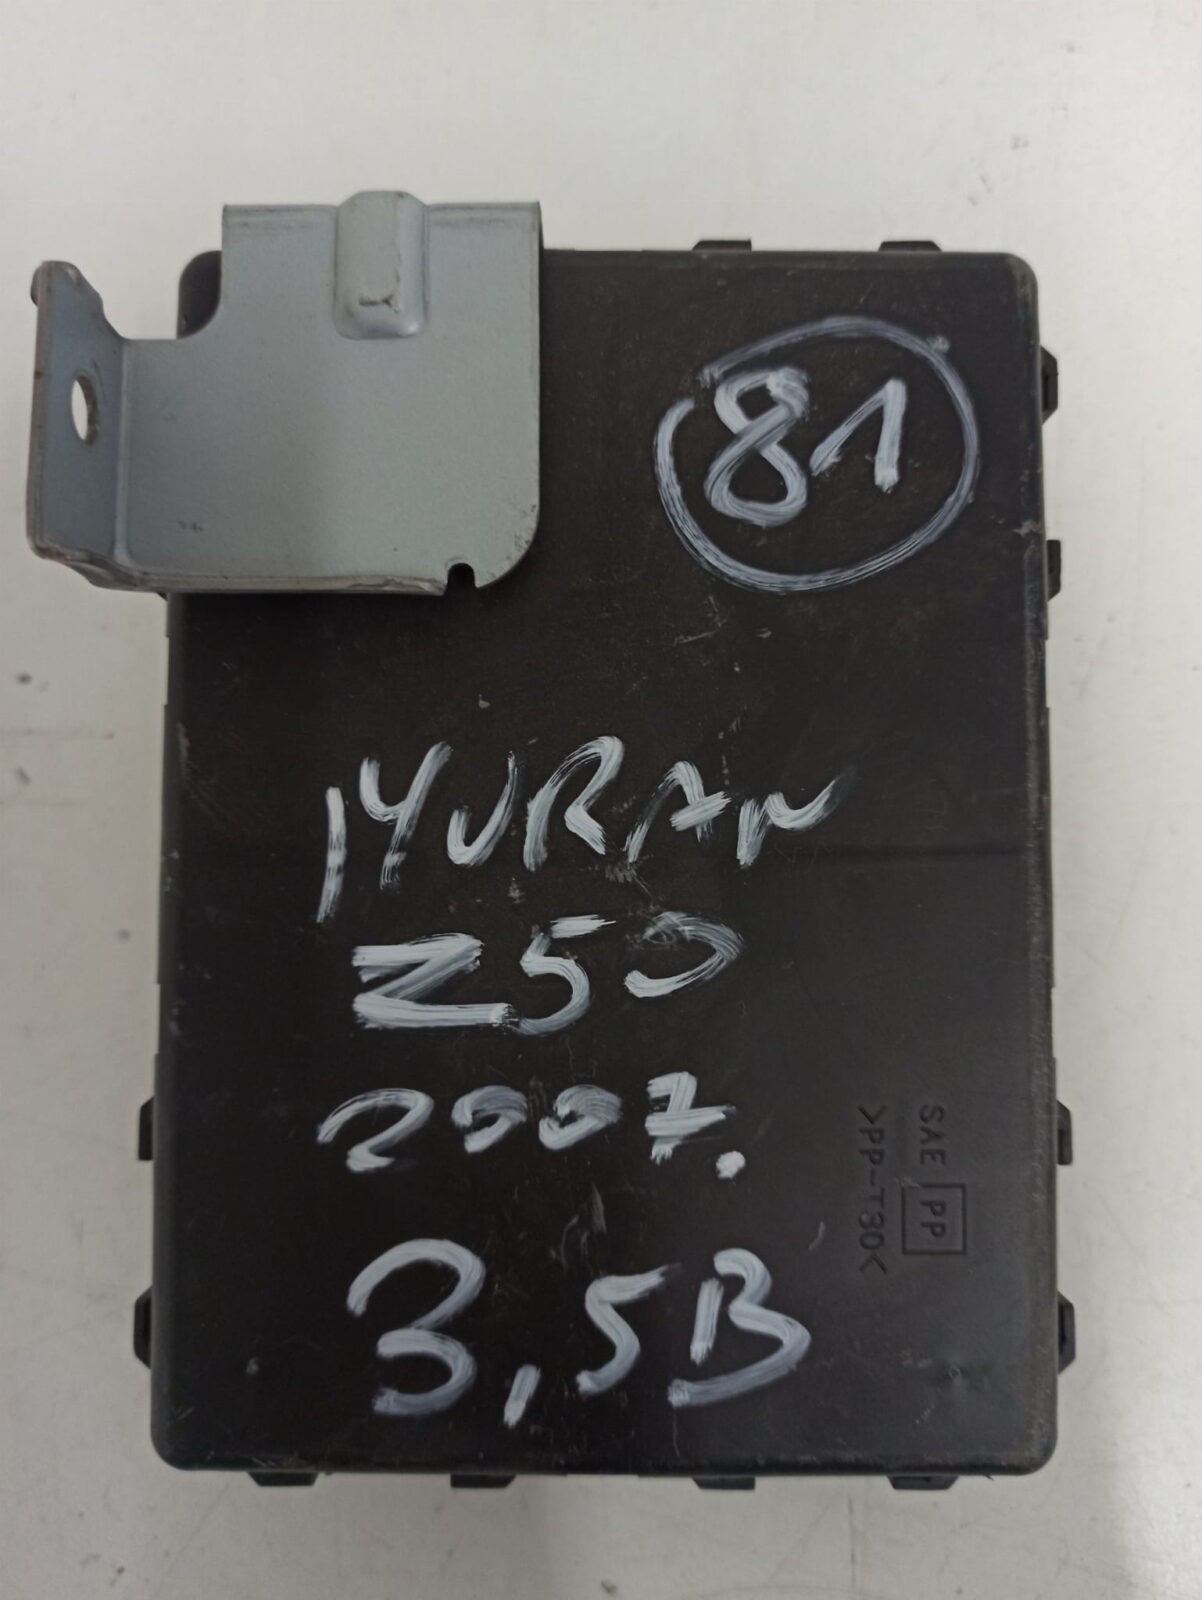 81
MURAN
Z50
2007.
3,5B
SAE PP
>PP-T30<